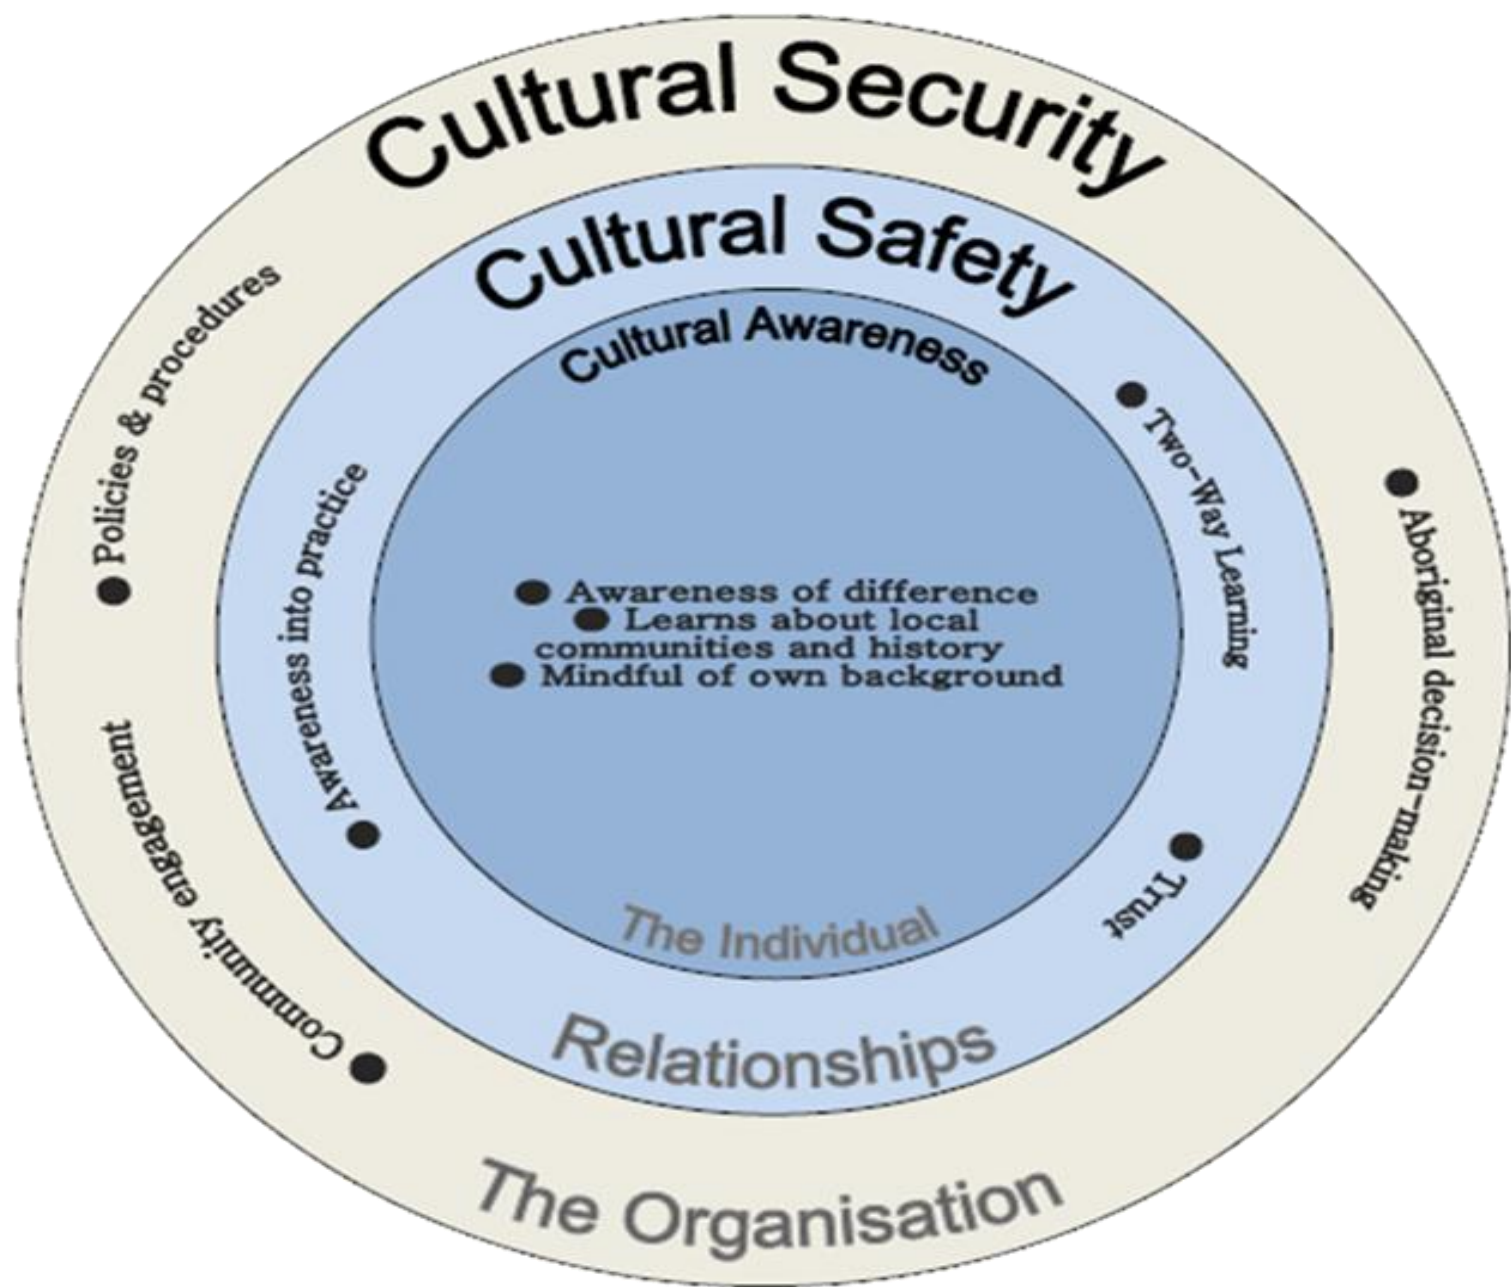 Cultural Security
Cultural Safety
Cultural Awareness
● Policies & procedures
● Awareness into practice
● Two-Way Learning
● Aboriginal decision-making
● Awareness of difference
● Learns about local
communities and history
● Mindful of own background
● Community engagement
● Trust
The Individual
Relationships
The Organisation